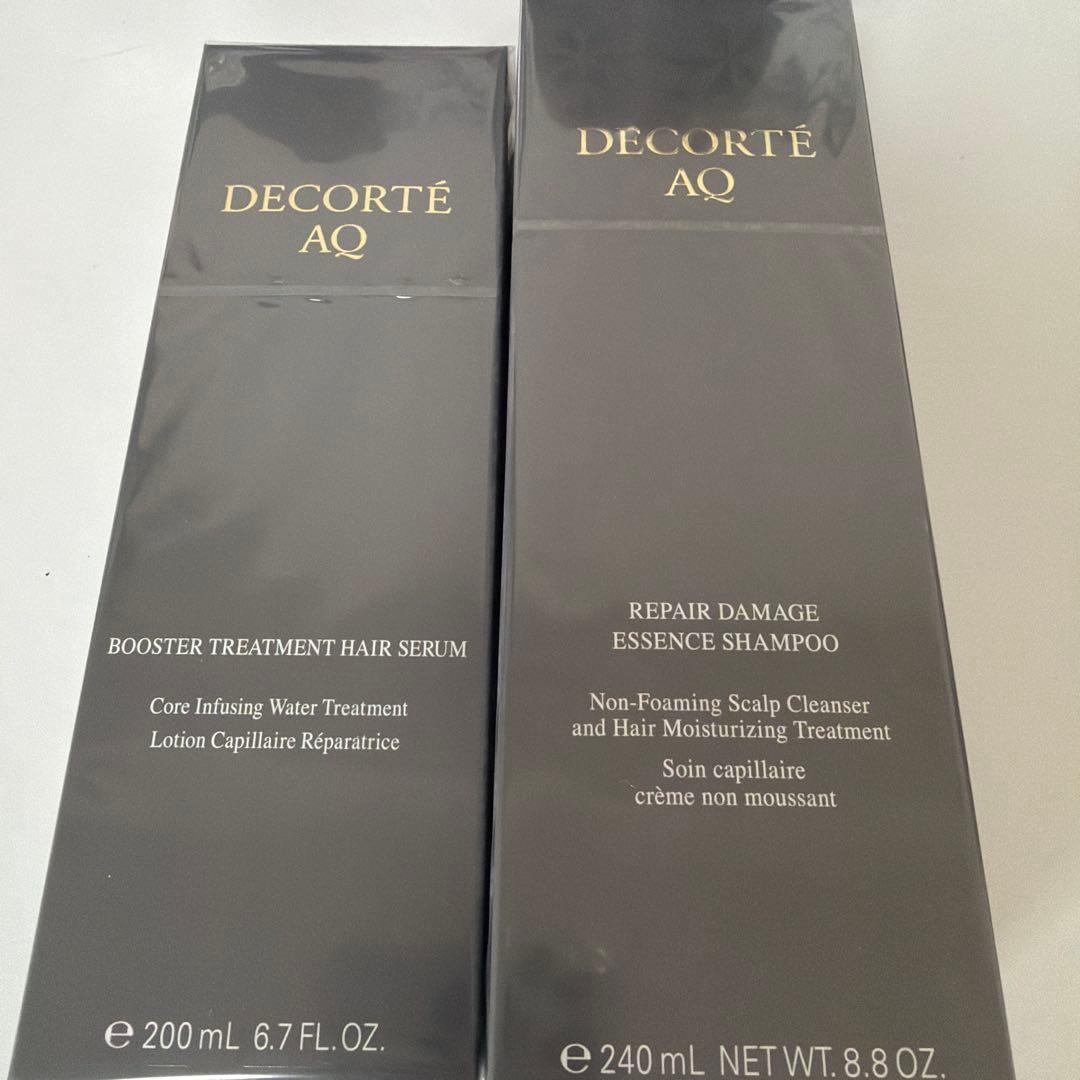 DECORTÉ
AQ
BOOSTER TREATMENT HAIR SERUM
Core Infusing Water Treatment
Lotion Capillaire Réparatrice
℮ 200 mL 6.7 FL. OZ.
DECORTÉ
AQ
REPAIR DAMAGE
ESSENCE SHAMPOO
Non-Foaming Scalp Cleanser
and Hair Moisturizing Treatment
Soin capillaire
crème non moussant
℮ 240 mL NET WT. 8.8 OZ.